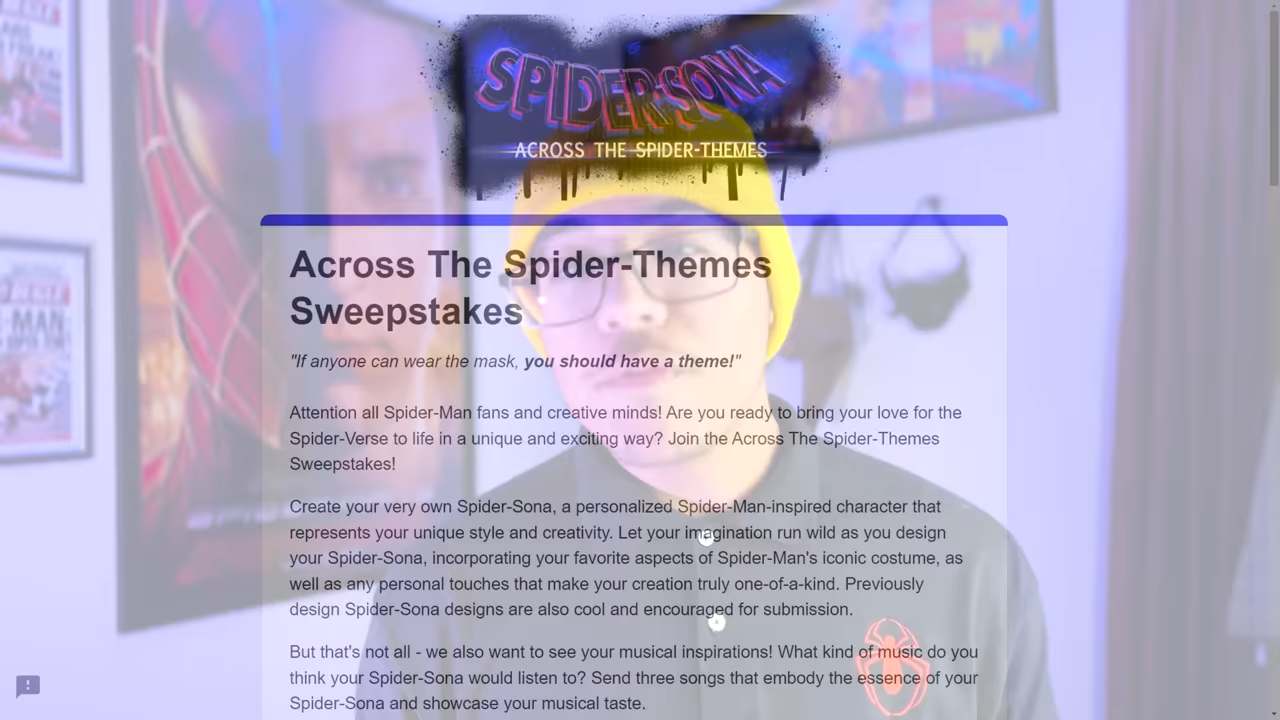 SPIDER-SONA
ACROSS THE SPIDER-THEMES
Across The Spider-Themes
Sweepstakes
"If anyone can wear the mask, you should have a theme!"
Attention all Spider-Man fans and creative minds! Are you ready to bring your love for the
Spider-Verse to life in a unique and exciting way? Join the Across The Spider-Themes
Sweepstakes!
Create your very own Spider-Sona, a personalized Spider-Man-inspired character that
represents your unique style and creativity. Let your imagination run wild as you design
your Spider-Sona, incorporating your favorite aspects of Spider-Man's iconic costume, as
well as any personal touches that make your creation truly one-of-a-kind. Previously
design Spider-Sona designs are also cool and encouraged for submission.
But that's not all - we also want to see your musical inspirations! What kind of music do you
think your Spider-Sona would listen to? Send three songs that embody the essence of your
Spider-Sona and showcase your musical taste.